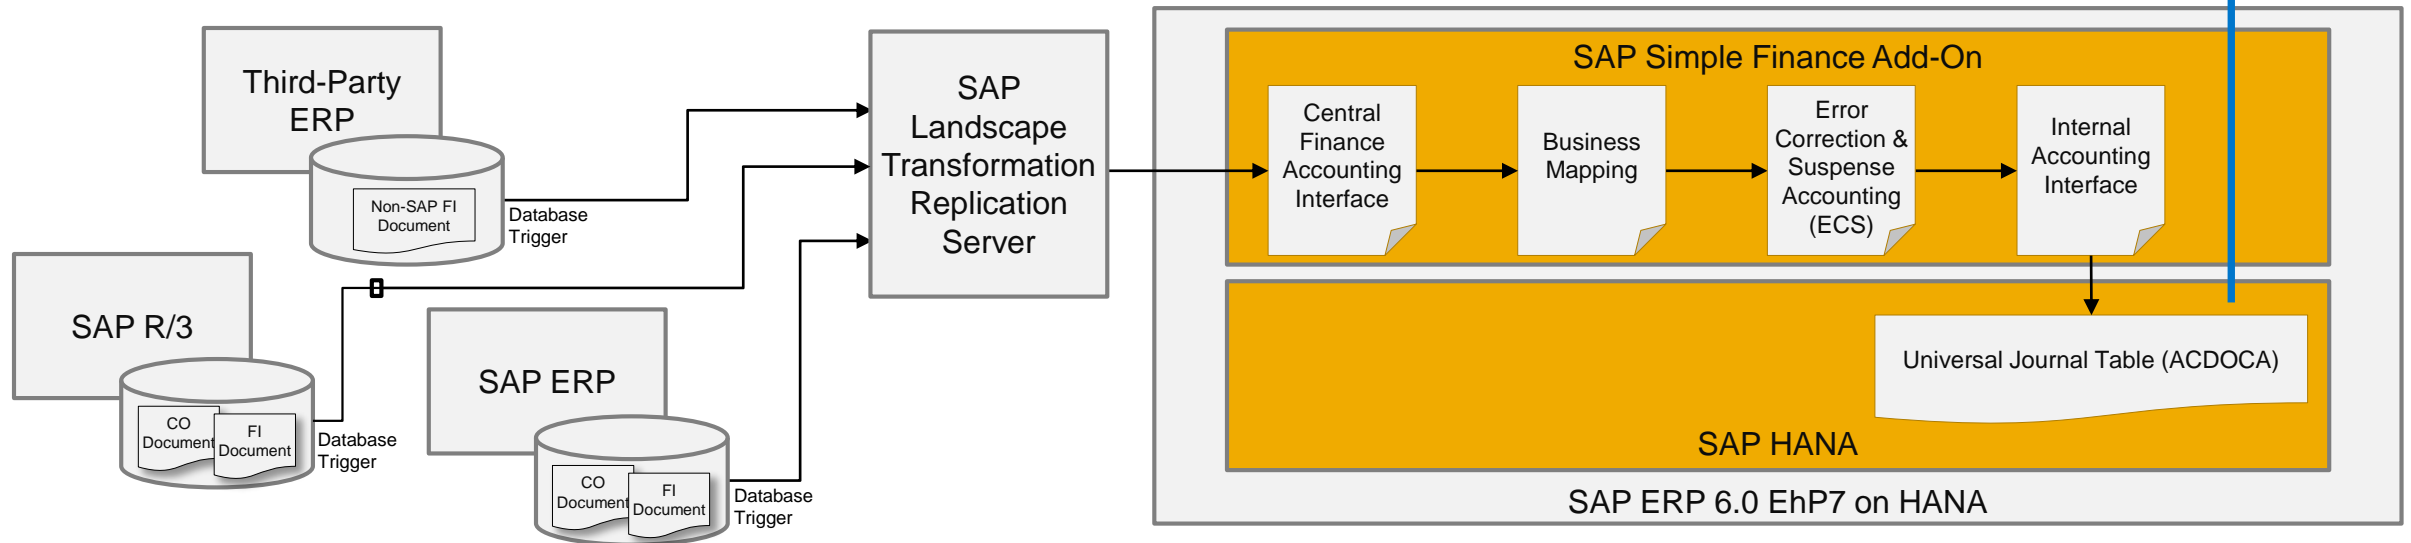 Third-Party
ERP
Non-SAP FI
Document
Database
Trigger
SAP R/3
CO
Document
FI
Document
Database
Trigger
SAP ERP
CO
Document
FI
Document
Database
Trigger
SAP
Landscape
Transformation
Replication
Server
SAP Simple Finance Add-On
Central
Finance
Accounting
Interface
Business
Mapping
Error
Correction &
Suspense
Accounting
(ECS)
Internal
Accounting
Interface
Universal Journal Table (ACDOCA)
SAP HANA
SAP ERP 6.0 EhP7 on HANA